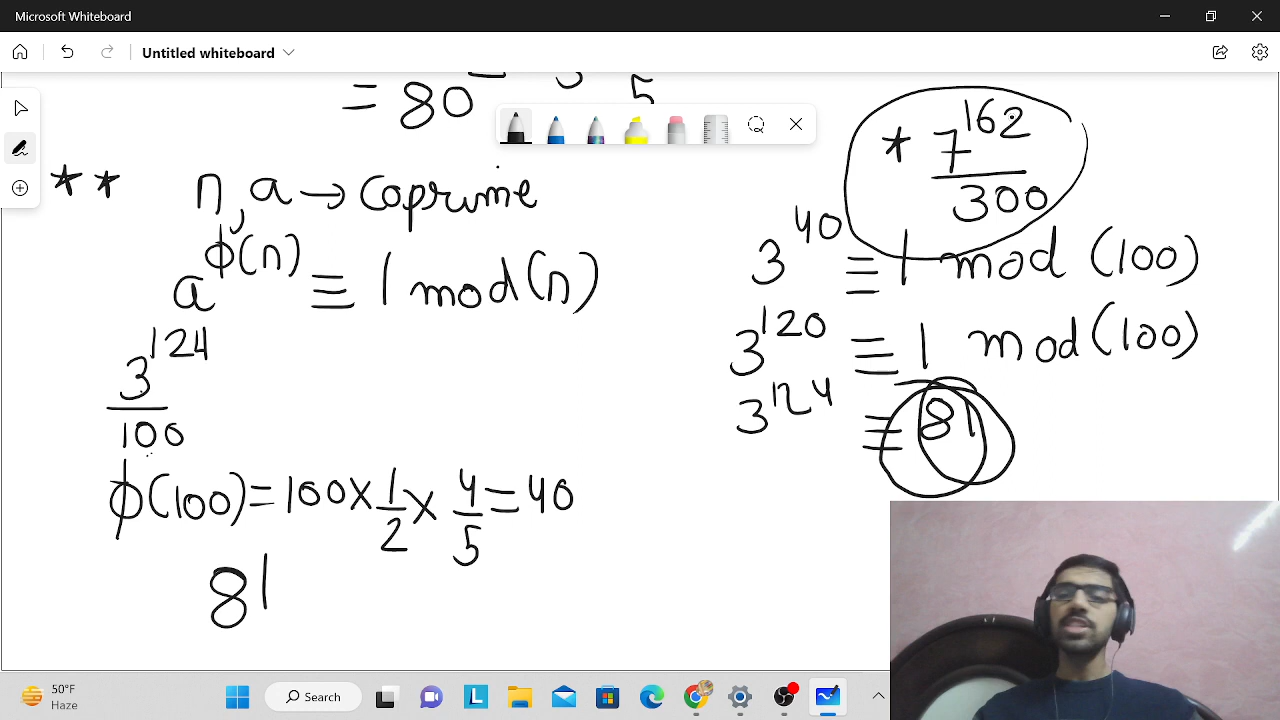 Microsoft Whiteboard
Untitled whiteboard
= 80
5
** n, a → Coprime
a^ϕ(n) ≡ 1 mod(n)
3^124
100
ϕ(100) = 100 × 1/2 × 4/5 = 40
81
* 7^162
300
3^40 ≡ 1 mod (100)
3^120 ≡ 1 mod (100)
3^124 ≡ 81
50°F
Haze
Search